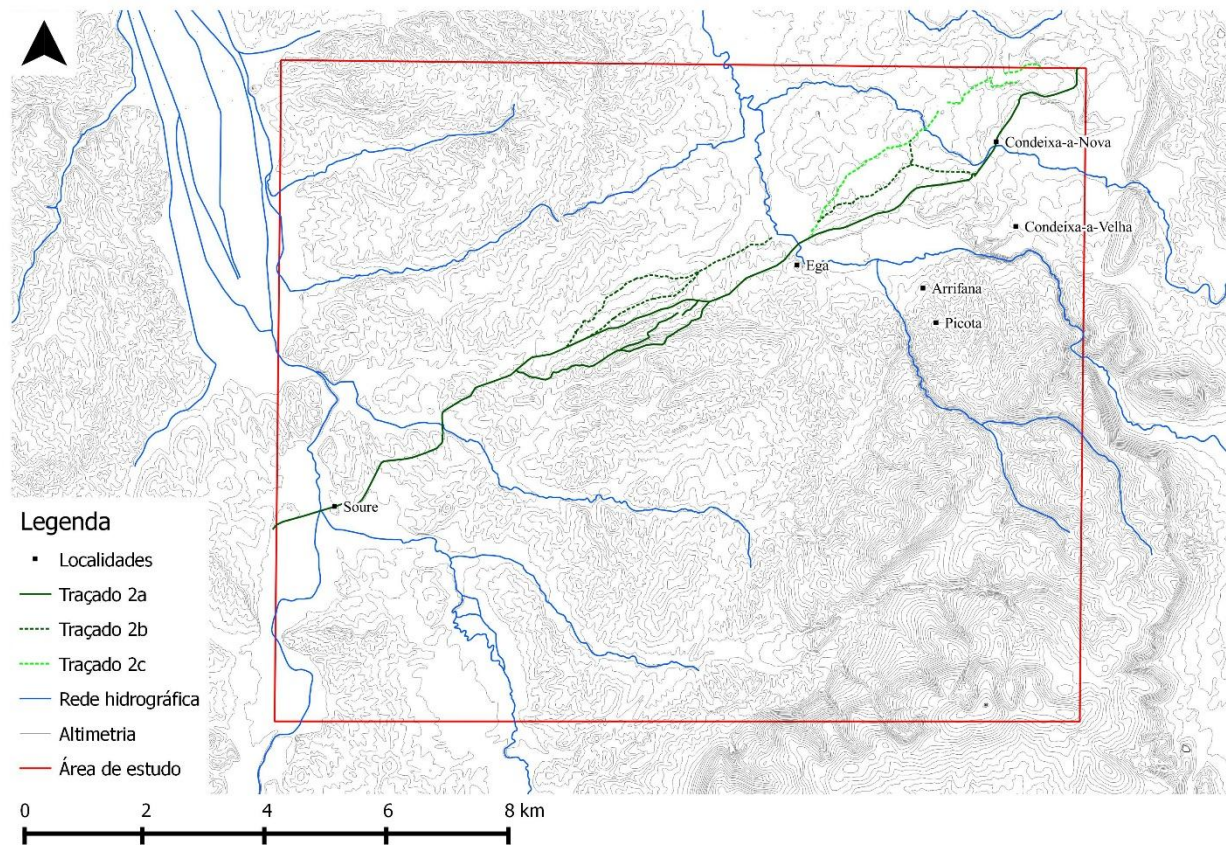 Condeixa-a-Nova
Condeixa-a-Velha
Ega
Arrifana
Picota
Soure
Legenda
Localidades
Traçado 2a
Traçado 2b
Traçado 2c
Rede hidrográfica
Altimetria
Área de estudo
0 2 4 6 8 km